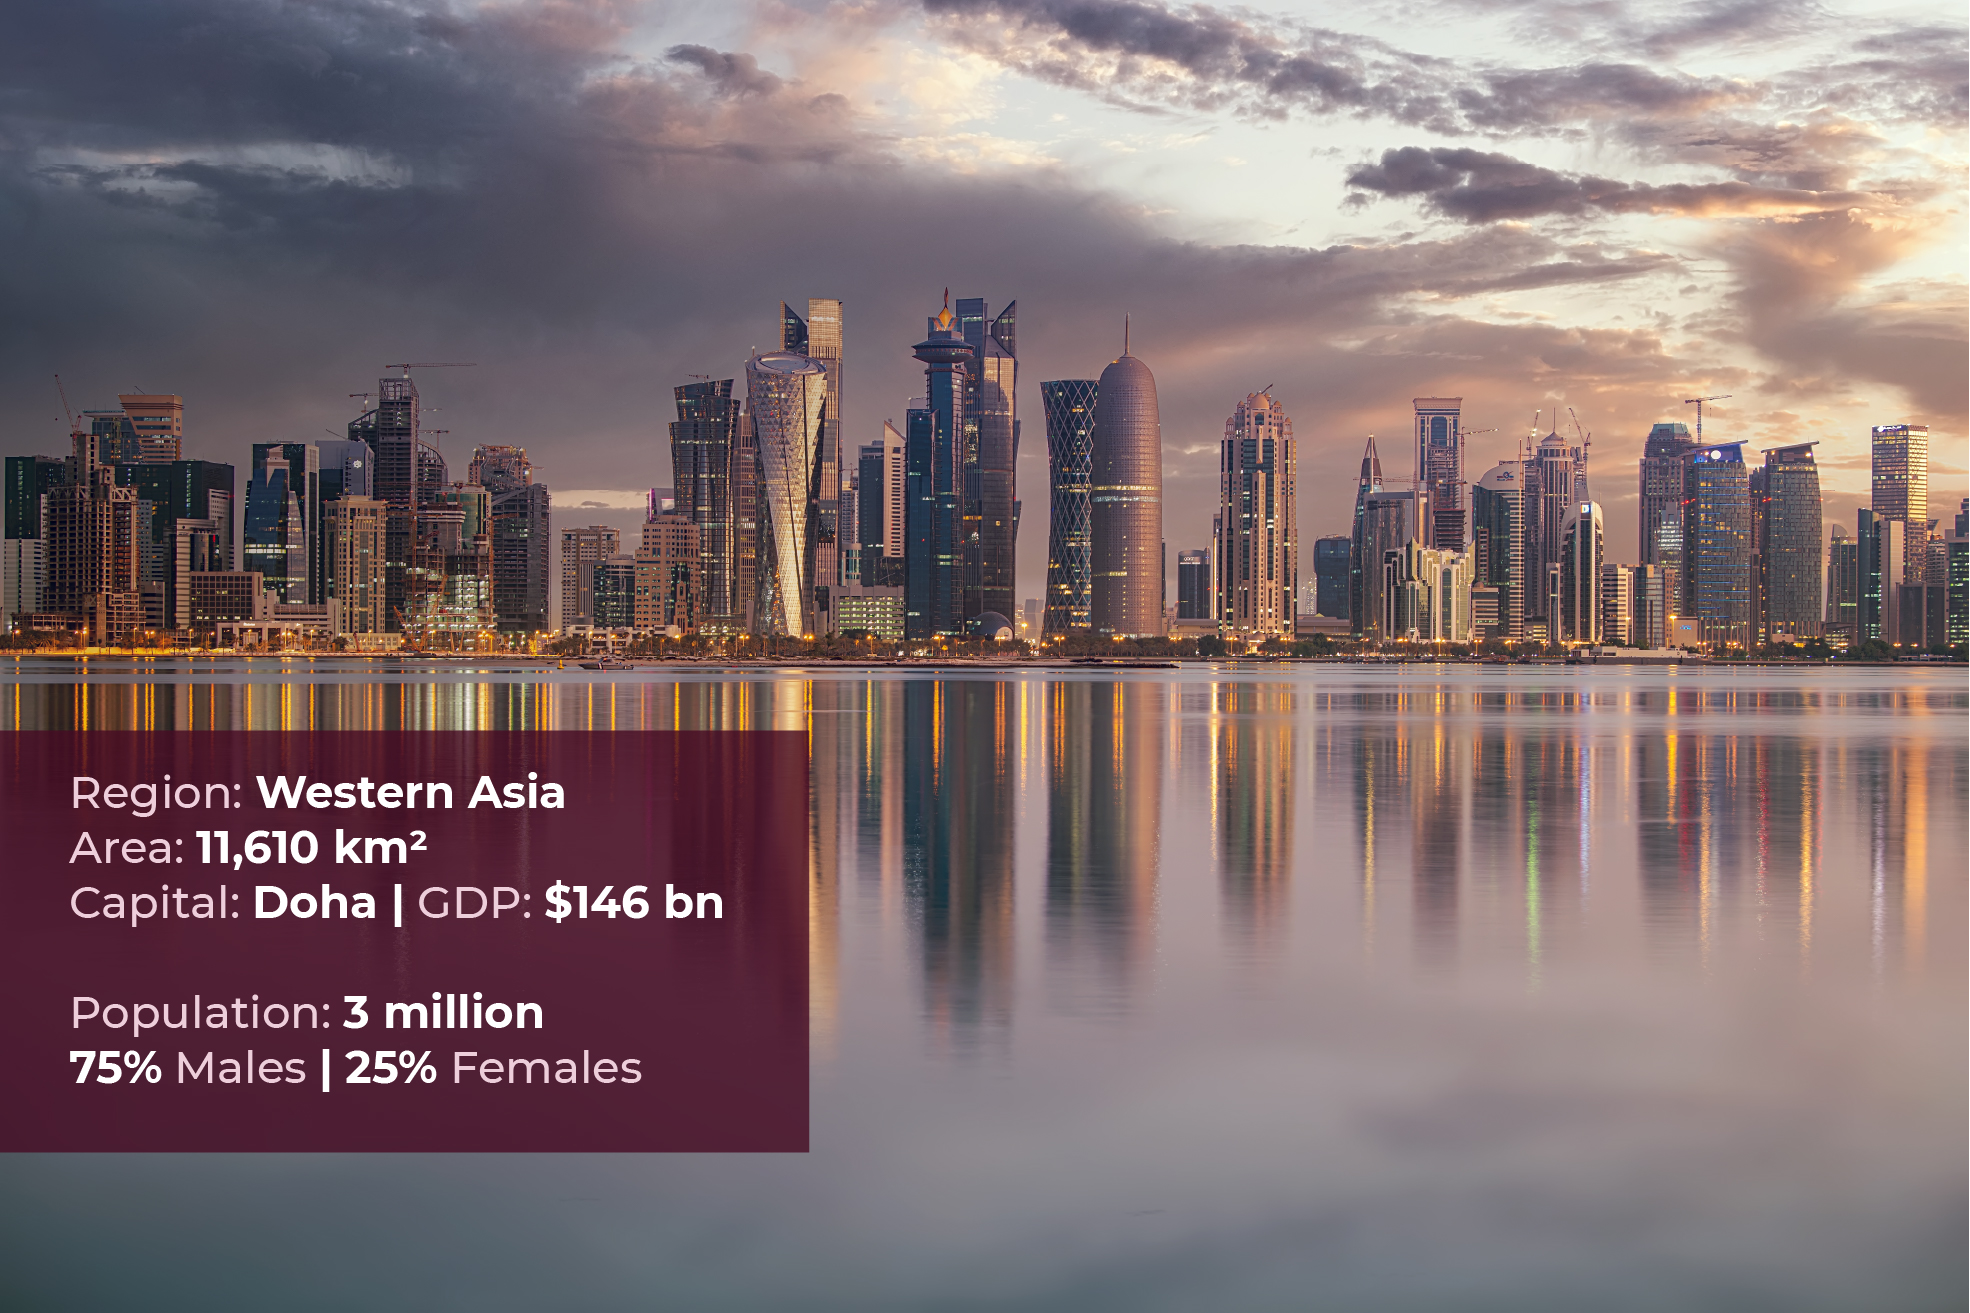 Region: Western Asia
Area: 11,610 km²
Capital: Doha | GDP: $146 bn
Population: 3 million
75% Males | 25% Females